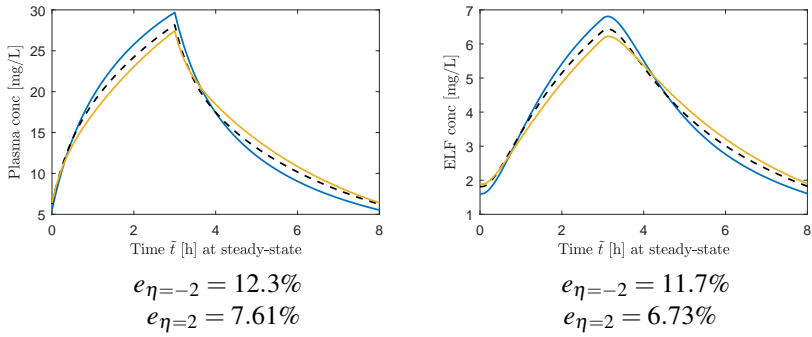 Plasma conc [mg/L]
30
25
20
15
10
5
0
2
4
6
8
Time t̃ [h] at steady-state
e_{η=−2} = 12.3%
e_{η=2} = 7.61%
ELF conc [mg/L]
7
6
5
4
3
2
1
0
2
4
6
8
Time t̃ [h] at steady-state
e_{η=−2} = 11.7%
e_{η=2} = 6.73%